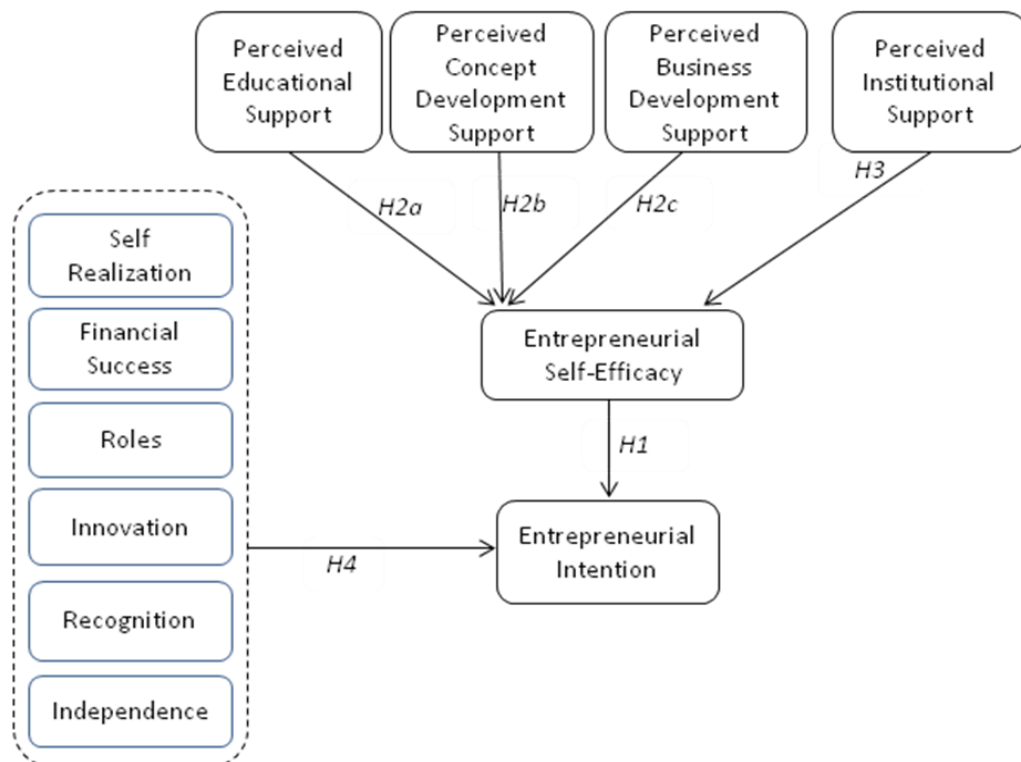 Perceived
Educational
Support
Perceived
Concept
Development
Support
Perceived
Business
Development
Support
Perceived
Institutional
Support
H2a
H2b
H2c
H3
Self
Realization
Financial
Success
Roles
Innovation
Recognition
Independence
Entrepreneurial
Self-Efficacy
H1
H4
Entrepreneurial
Intention